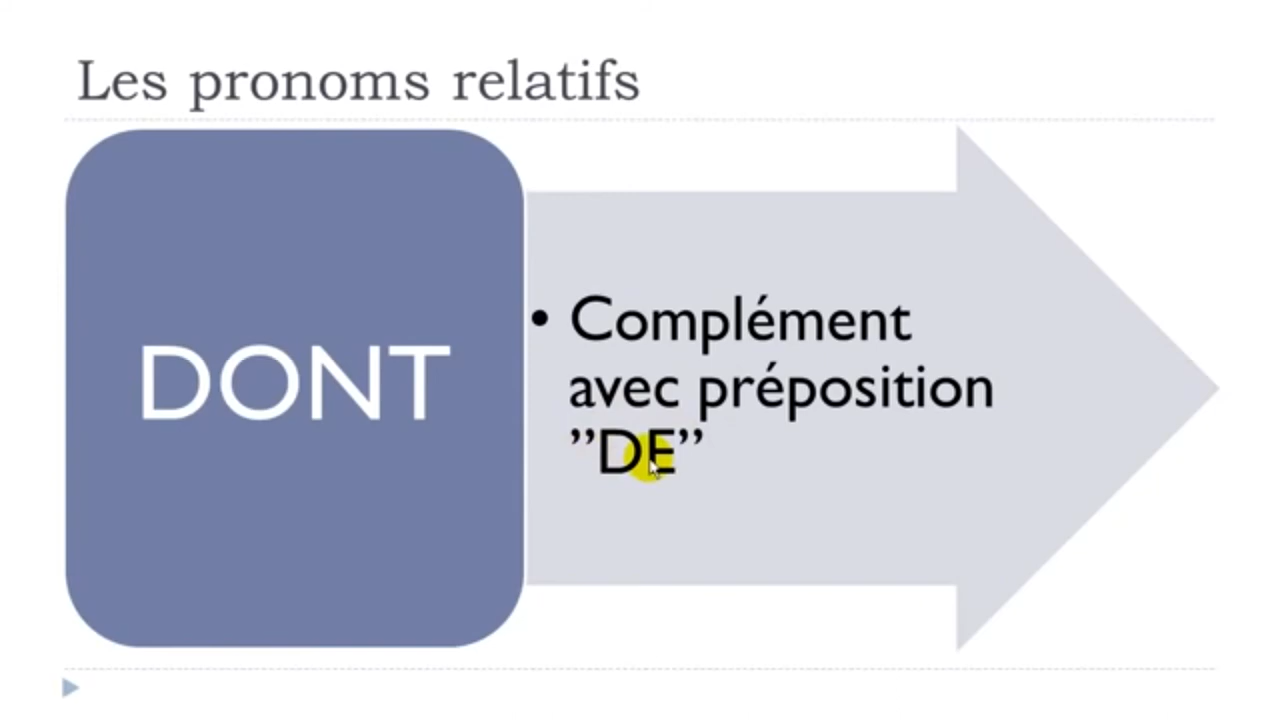 Les pronoms relatifs
DONT
• Complément
avec préposition
”DE”